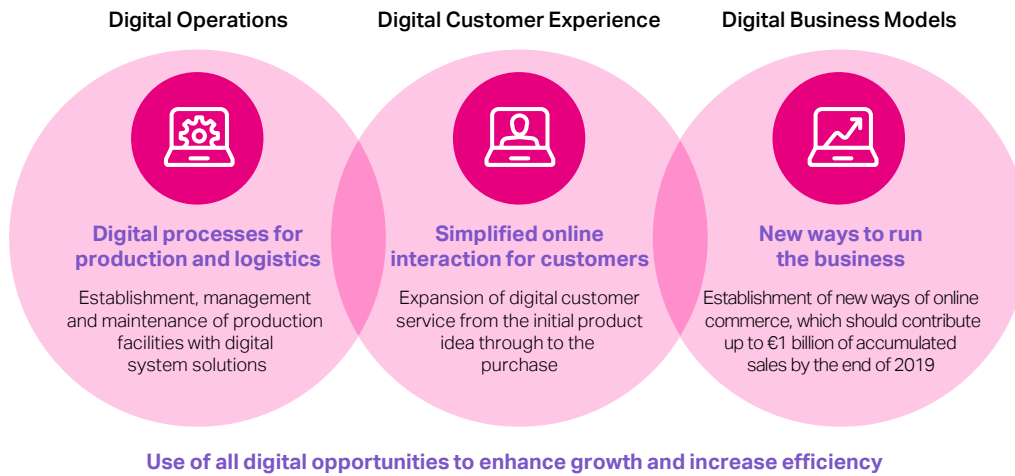 Digital Operations
Digital Customer Experience
Digital Business Models
Digital processes for
production and logistics
Establishment, management
and maintenance of production
facilities with digital
system solutions
Simplified online
interaction for customers
Expansion of digital customer
service from the initial product
idea through to the
purchase
New ways to run
the business
Establishment of new ways of online
commerce, which should contribute
up to €1 billion of accumulated
sales by the end of 2019
Use of all digital opportunities to enhance growth and increase efficiency